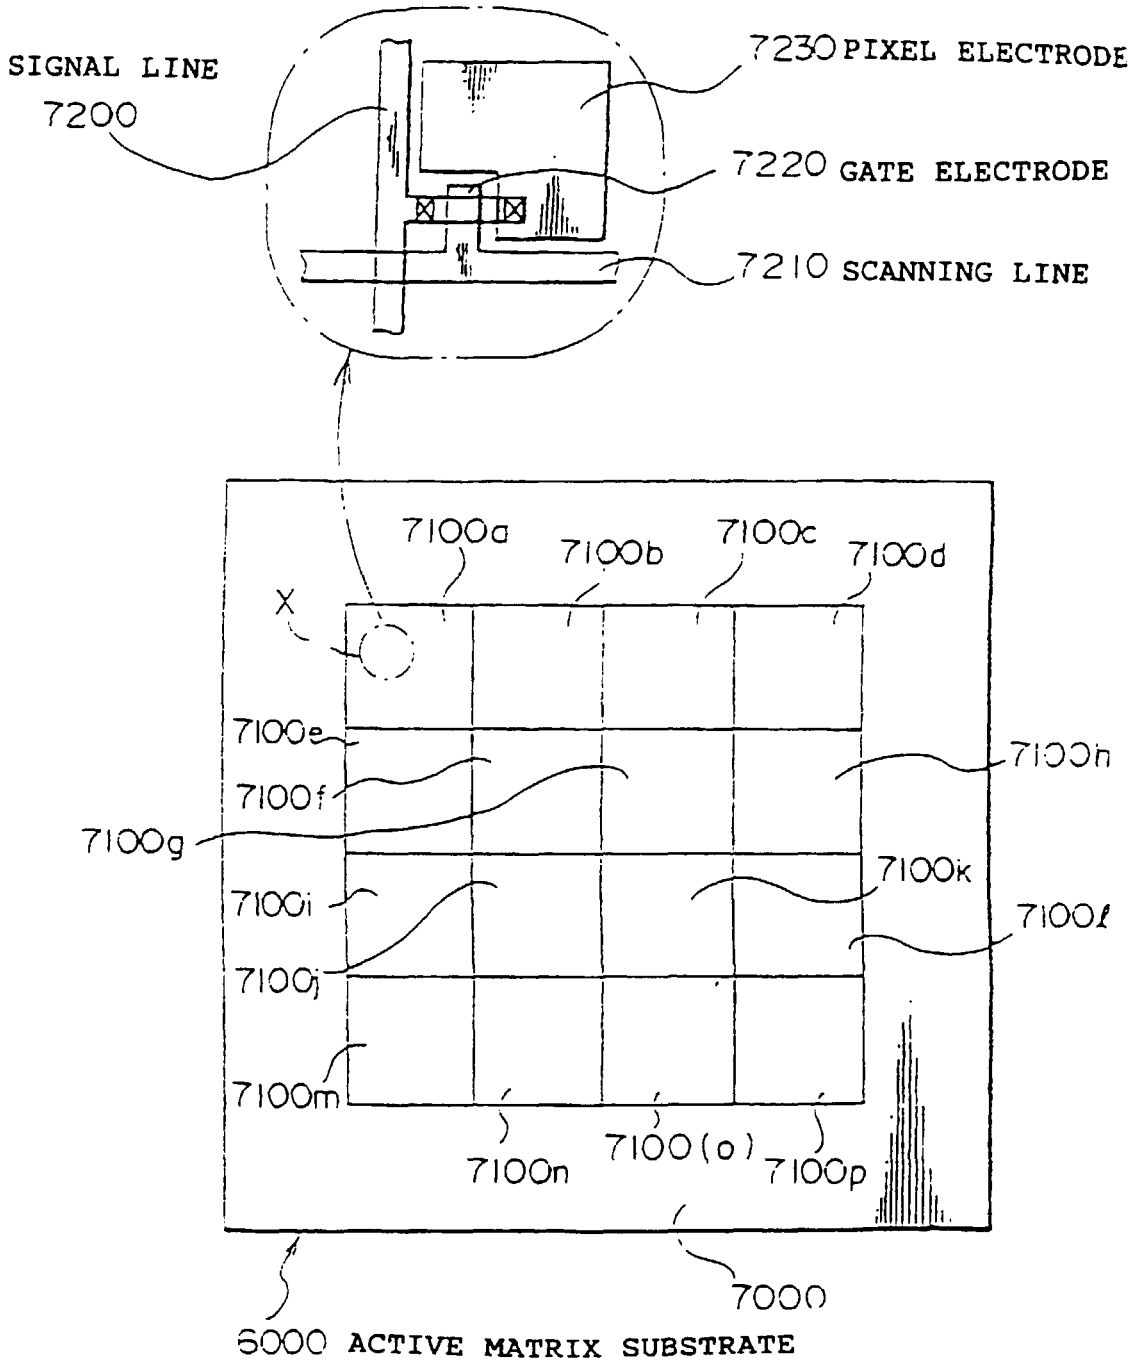 7230 PIXEL ELECTRODE
SIGNAL LINE
7200
7220 GATE ELECTRODE
7210 SCANNING LINE
7100a
7100b
7100c
7100d
X
7100e
7100f
7100g
7100h
7100i
7100j
7100k
7100l
7100m
7100n
7100(o)
7100p
7000
6000 ACTIVE MATRIX SUBSTRATE